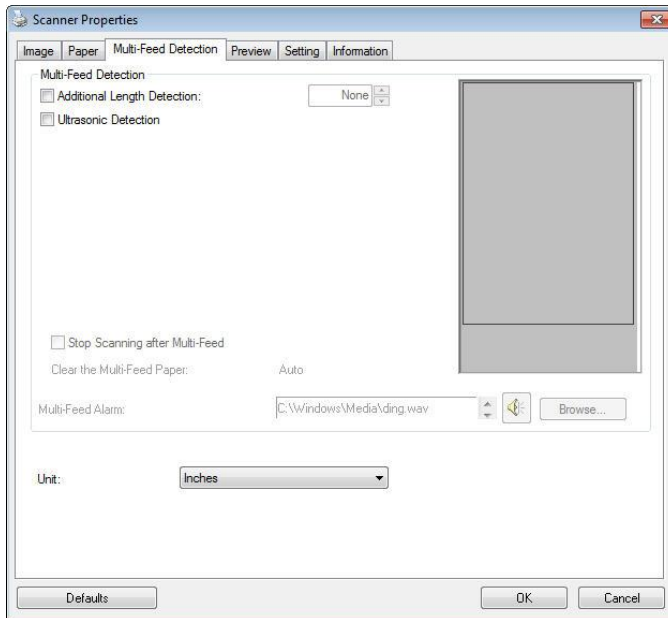 Scanner Properties
Image Paper Multi-Feed Detection Preview Setting Information
Multi-Feed Detection
Additional Length Detection: None
Ultrasonic Detection
Stop Scanning after Multi-Feed
Clear the Multi-Feed Paper: Auto
Multi-Feed Alarm: C:\Windows\Media\ding.wav Browse...
Unit: Inches
Defaults OK Cancel